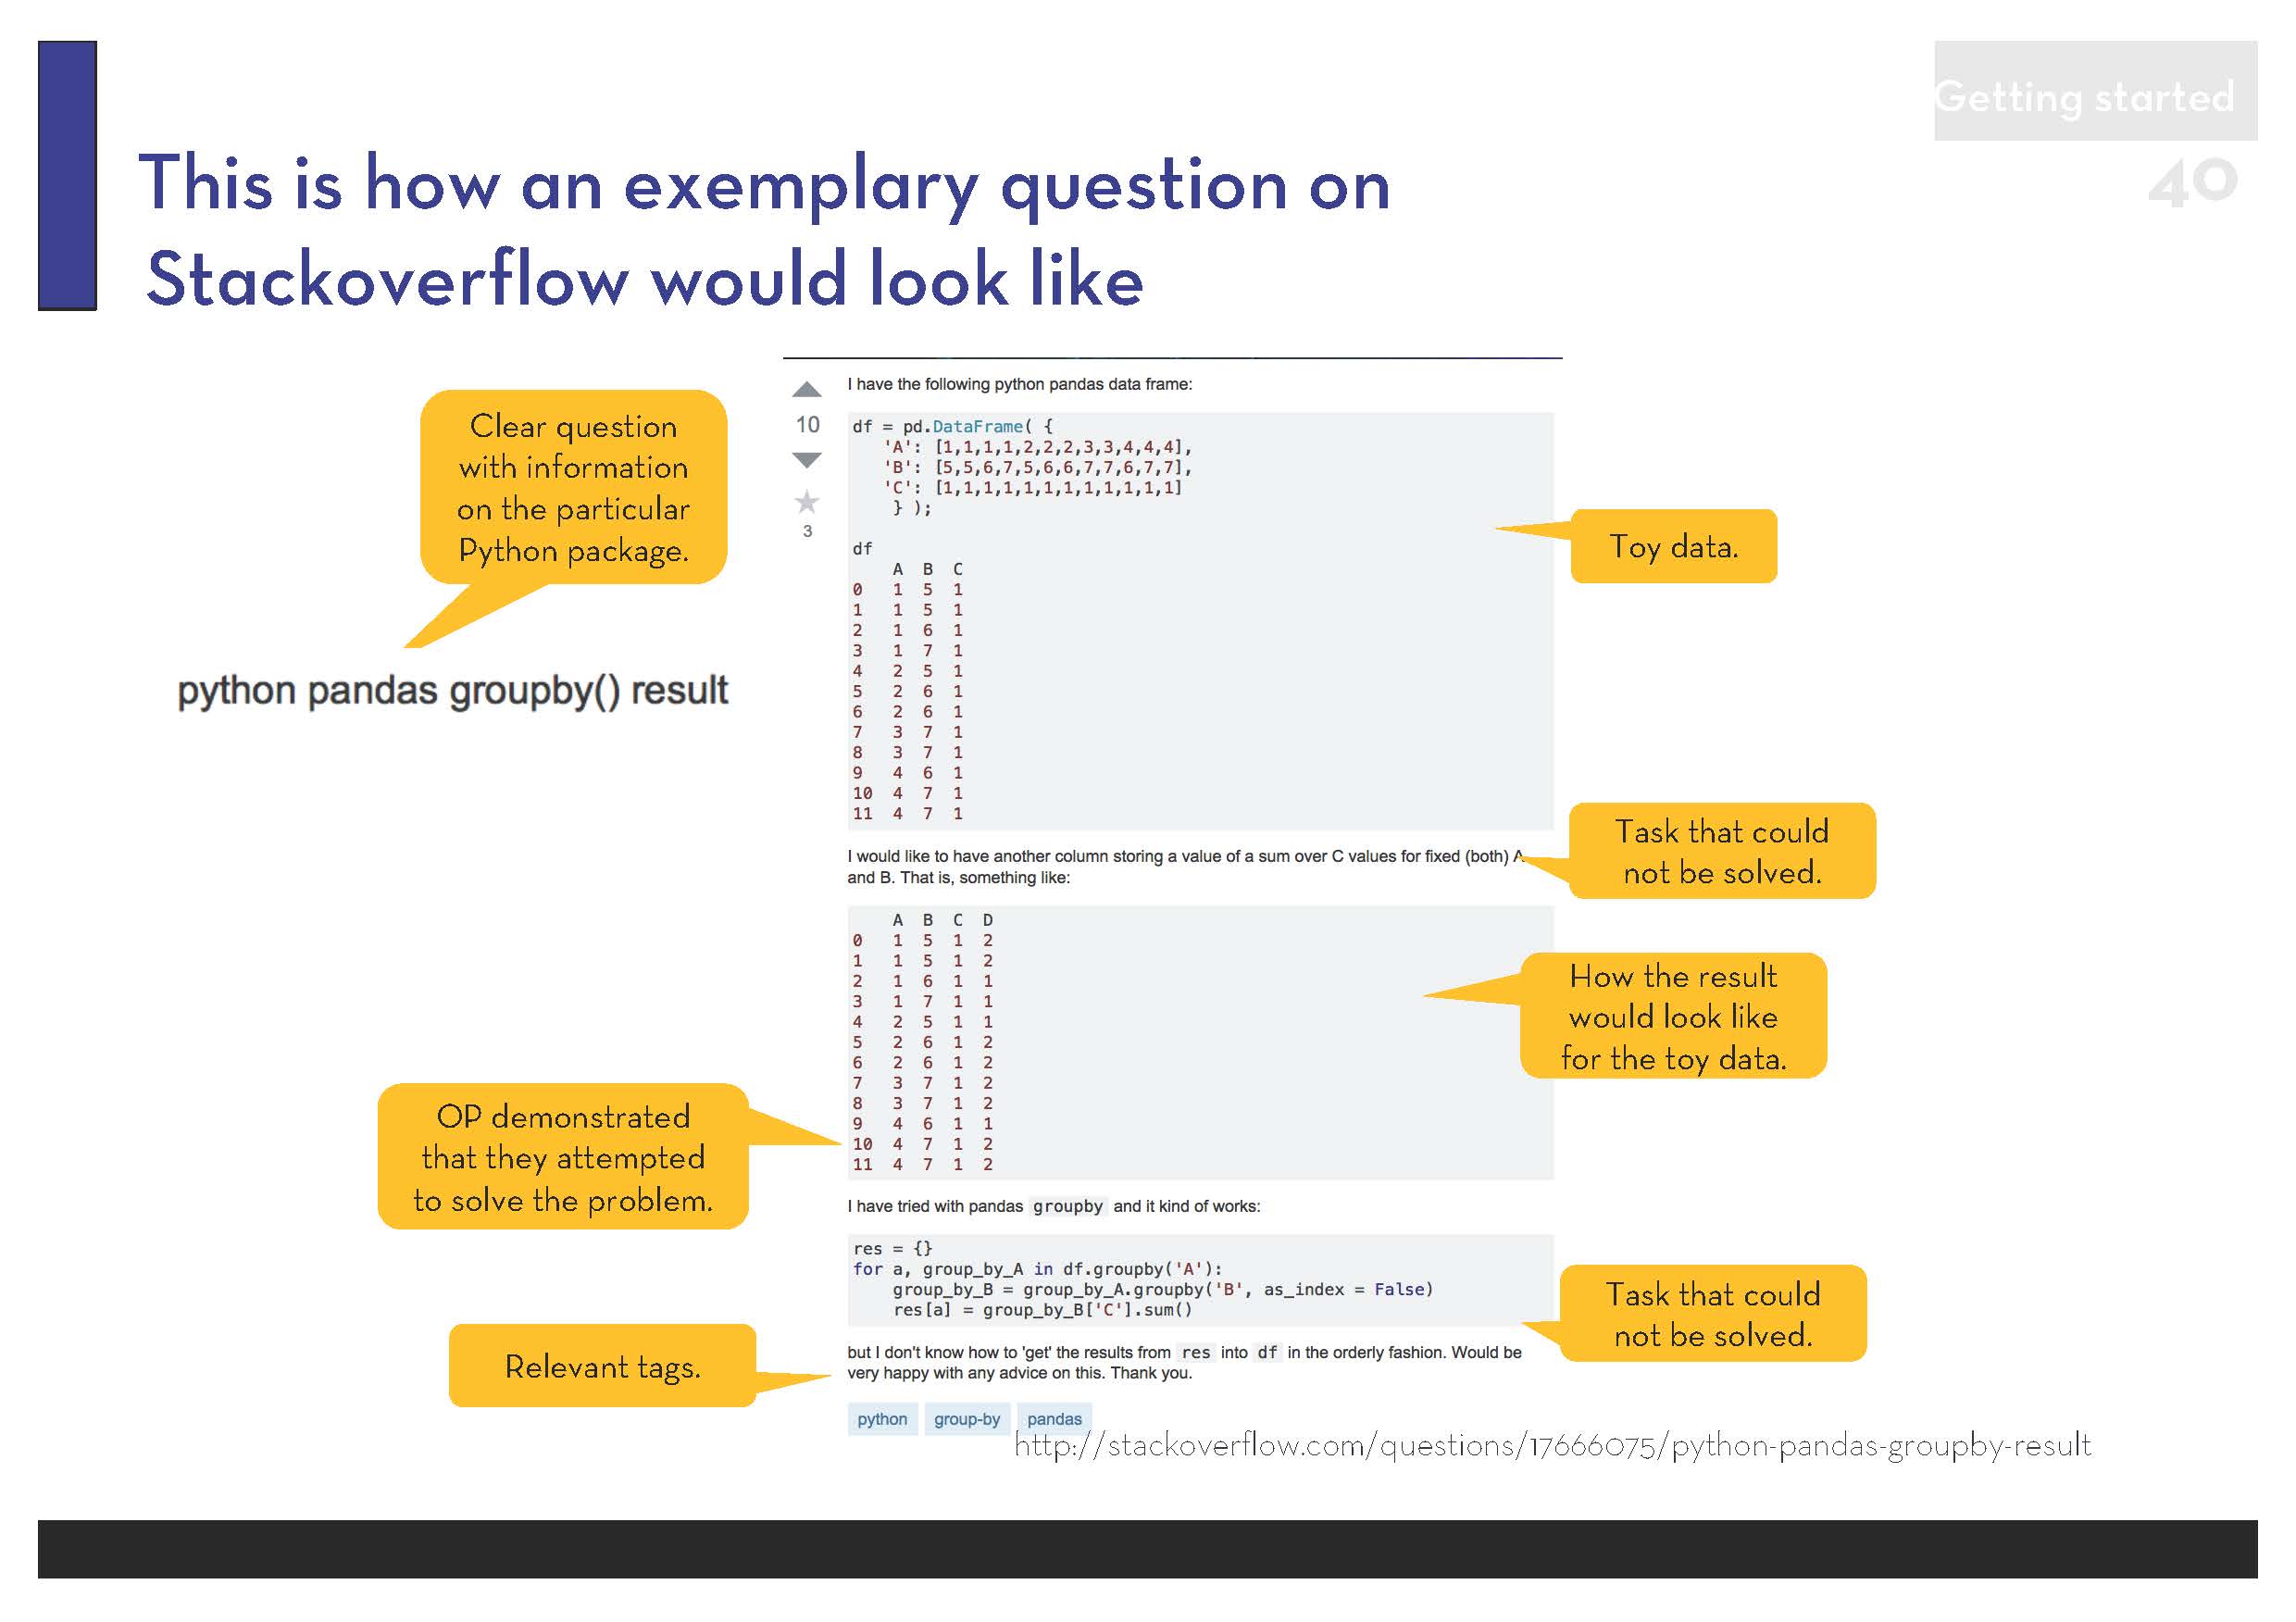 Getting started
40
This is how an exemplary question on
Stackoverflow would look like
Clear question
with information
on the particular
Python package.
python pandas groupby() result
10
3
I have the following python pandas data frame:
df = pd.DataFrame( {
'A': [1,1,1,1,2,2,2,3,3,4,4,4],
'B': [5,5,6,7,5,6,6,7,7,6,7,7],
'C': [1,1,1,1,1,1,1,1,1,1,1,1]
} );
df
A B C
0 1 5 1
1 1 5 1
2 1 6 1
3 1 7 1
4 2 5 1
5 2 6 1
6 2 6 1
7 3 7 1
8 3 7 1
9 4 6 1
10 4 7 1
11 4 7 1
Toy data.
I would like to have another column storing a value of a sum over C values for fixed (both) A
and B. That is, something like:
Task that could
not be solved.
A B C D
0 1 5 1 2
1 1 5 1 2
2 1 6 1 1
3 1 7 1 1
4 2 5 1 1
5 2 6 1 2
6 2 6 1 2
7 3 7 1 2
8 3 7 1 2
9 4 6 1 1
10 4 7 1 2
11 4 7 1 2
How the result
would look like
for the toy data.
OP demonstrated
that they attempted
to solve the problem.
I have tried with pandas groupby and it kind of works:
res = {}
for a, group_by_A in df.groupby('A'):
group_by_B = group_by_A.groupby('B', as_index = False)
res[a] = group_by_B['C'].sum()
Task that could
not be solved.
but I don't know how to 'get' the results from res into df in the orderly fashion. Would be
very happy with any advice on this. Thank you.
Relevant tags.
python group-by pandas
http://stackoverflow.com/questions/17666075/python-pandas-groupby-result